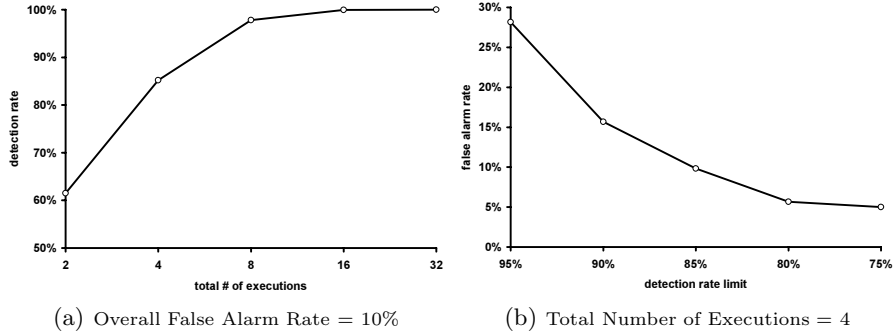 100%
90%
80%
70%
60%
50%
detection rate
2 4 8 16 32
total # of executions
(a) Overall False Alarm Rate = 10%
30%
25%
20%
15%
10%
5%
0%
false alarm rate
95% 90% 85% 80% 75%
detection rate limit
(b) Total Number of Executions = 4